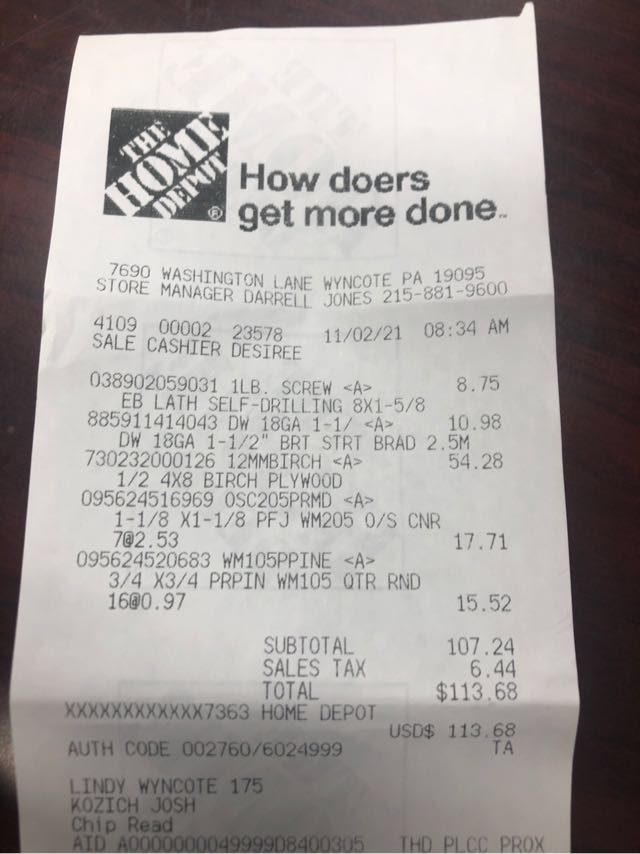 THE
HOME
DEPOT
®
How doers
get more done™
7690 WASHINGTON LANE WYNCOTE PA 19095
STORE MANAGER DARRELL JONES 215-881-9600
4109 00002 23578 11/02/21 08:34 AM
SALE CASHIER DESIREE
038902059031 1LB. SCREW <A> 8.75
EB LATH SELF-DRILLING 8X1-5/8
885911414043 DW 18GA 1-1/ <A> 10.98
DW 18GA 1-1/2" BRT STRT BRAD 2.5M
730232000126 12MMBIRCH <A> 54.28
1/2 4X8 BIRCH PLYWOOD
095624516969 OSC205PRMD <A>
1-1/8 X1-1/8 PFJ WM205 O/S CNR
7@2.53 17.71
095624520683 WM105PPINE <A>
3/4 X3/4 PRPIN WM105 QTR RND
16@0.97 15.52
SUBTOTAL 107.24
SALES TAX 6.44
TOTAL $113.68
XXXXXXXXXXXX7363 HOME DEPOT
USD$ 113.68
AUTH CODE 002760/6024999 TA
LINDY WYNCOTE 175
KOZICH JOSH
Chip Read
AID A0000000049999D8400305 THD PLCC PROX